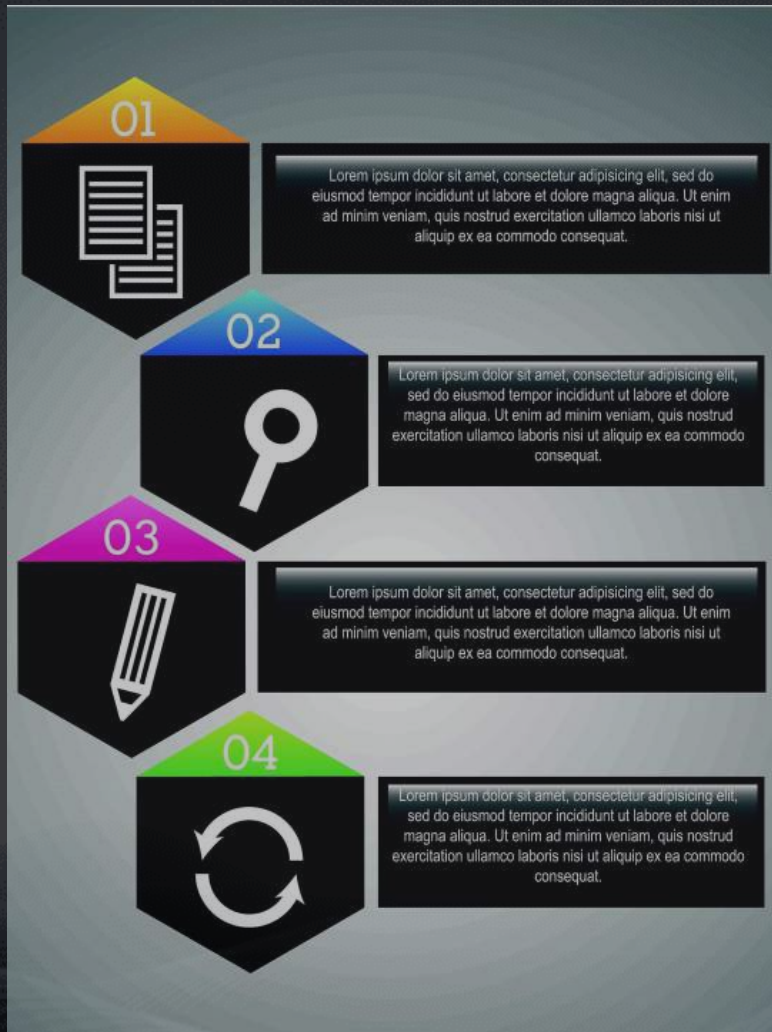 01
Lorem ipsum dolor sit amet, consectetur adipisicing elit, sed do
eiusmod tempor incididunt ut labore et dolore magna aliqua. Ut enim
ad minim veniam, quis nostrud exercitation ullamco laboris nisi ut
aliquip ex ea commodo consequat.
02
Lorem ipsum dolor sit amet, consectetur adipisicing elit,
sed do eiusmod tempor incididunt ut labore et dolore
magna aliqua. Ut enim ad minim veniam, quis nostrud
exercitation ullamco laboris nisi ut aliquip ex ea commodo
consequat.
03
Lorem ipsum dolor sit amet, consectetur adipisicing elit, sed do
eiusmod tempor incididunt ut labore et dolore magna aliqua. Ut enim
ad minim veniam, quis nostrud exercitation ullamco laboris nisi ut
aliquip ex ea commodo consequat.
04
Lorem ipsum dolor sit amet, consectetur adipisicing elit,
sed do eiusmod tempor incididunt ut labore et dolore
magna aliqua. Ut enim ad minim veniam, quis nostrud
exercitation ullamco laboris nisi ut aliquip ex ea commodo
consequat.